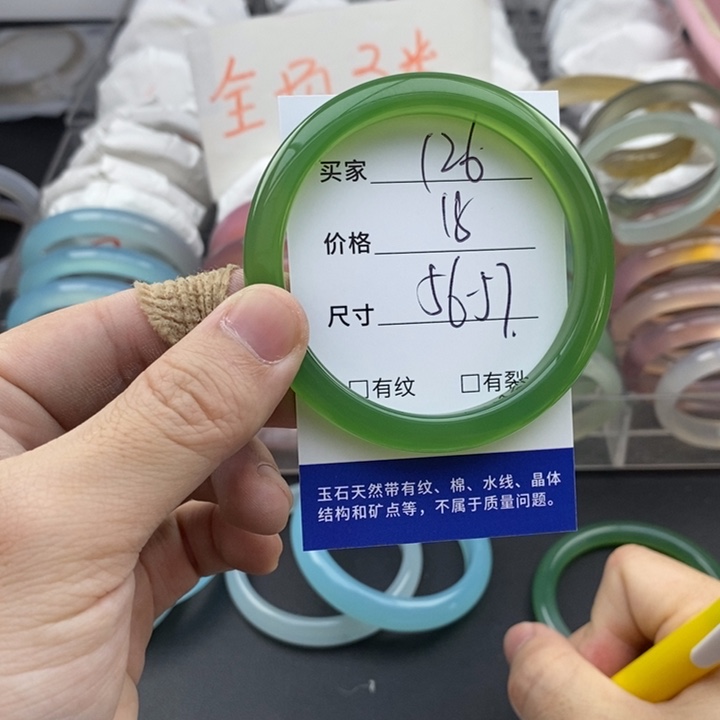 全场
买家 126
价格 18
尺寸 56-57.
□有纹 □有裂
玉石天然带有纹、棉、水线、晶体
结构和矿点等，不属于质量问题。